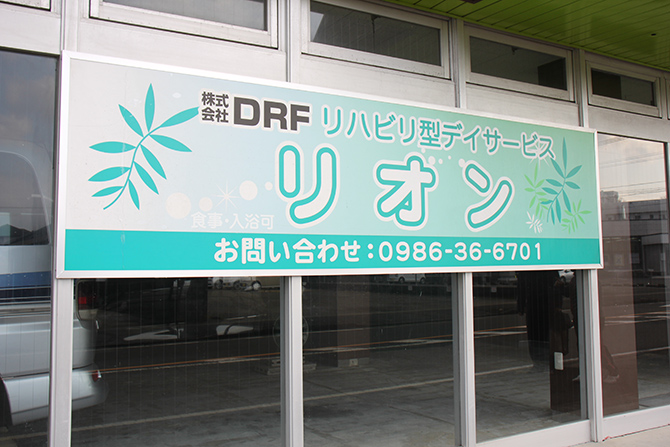 株式会社 DRF リハビリ型デイサービス
リオン
食事・入浴可
お問い合わせ：0986-36-6701